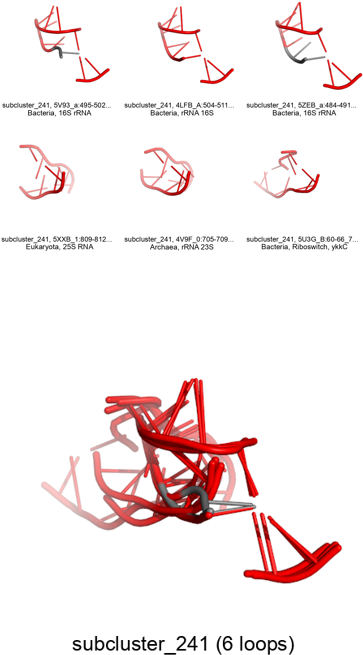 subcluster_241, 5V93_a:495-502...
Bacteria, 16S rRNA
subcluster_241, 4LFB_A:504-511...
Bacteria, rRNA 16S
subcluster_241, 5ZEB_a:484-491...
Bacteria, 16S rRNA
subcluster_241, 5XXB_1:809-812...
Eukaryota, 25S RNA
subcluster_241, 4V9F_0:705-709...
Archaea, rRNA 23S
subcluster_241, 5U3G_B:60-66_7...
Bacteria, Riboswitch, ykkC
subcluster_241 (6 loops)